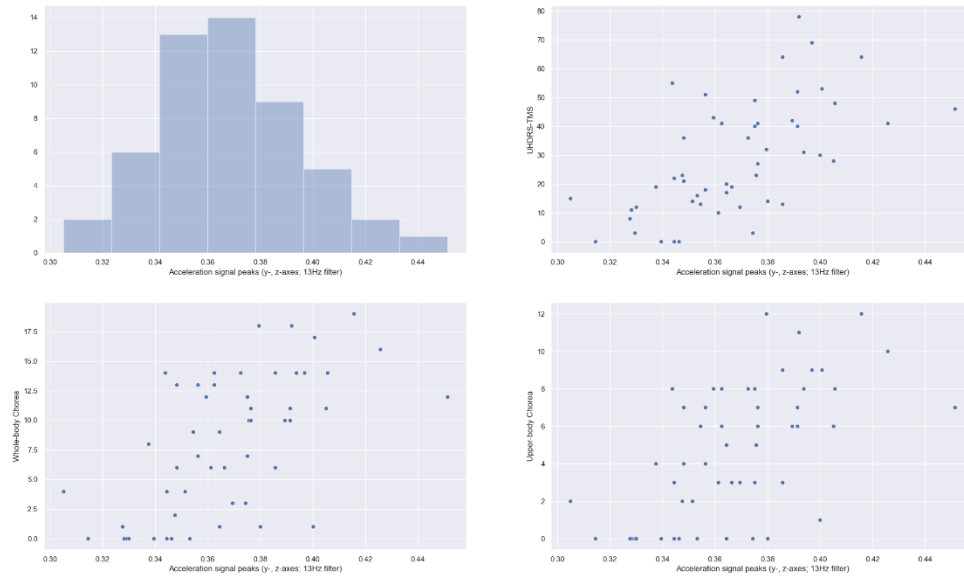 14
12
10
8
6
4
2
0
0.30 0.32 0.34 0.36 0.38 0.40 0.42 0.44
Acceleration signal peaks (y-, z-axes; 13Hz filter)
UHDRS-TMS
80
70
60
50
40
30
20
10
0
0.30 0.32 0.34 0.36 0.38 0.40 0.42 0.44
Acceleration signal peaks (y-, z-axes; 13Hz filter)
Whole-body Chorea
17.5
15.0
12.5
10.0
7.5
5.0
2.5
0.0
0.30 0.32 0.34 0.36 0.38 0.40 0.42 0.44
Acceleration signal peaks (y-, z-axes; 13Hz filter)
Upper-body Chorea
12
10
8
6
4
2
0
0.30 0.32 0.34 0.36 0.38 0.40 0.42 0.44
Acceleration signal peaks (y-, z-axes; 13Hz filter)